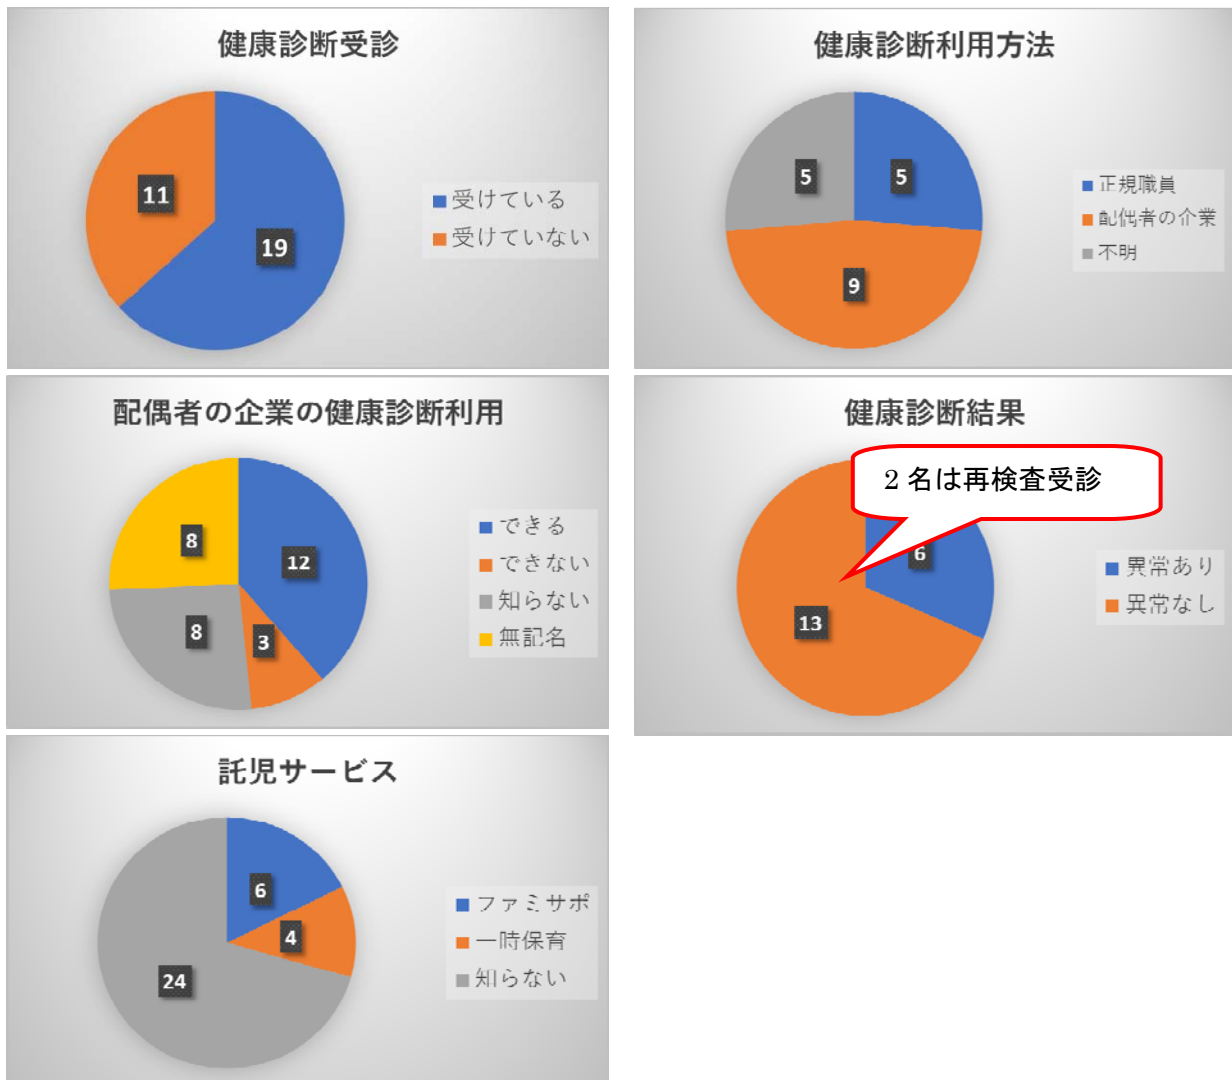 健康診断受診
11
19
受けている
受けていない
健康診断利用方法
5
5
9
正規職員
配偶者の企業
不明
配偶者の企業の健康診断利用
8
12
8
3
できる
できない
知らない
無記名
健康診断結果
2 名は再検査受診
6
13
異常あり
異常なし
託児サービス
6
4
24
ファミサポ
一時保育
知らない